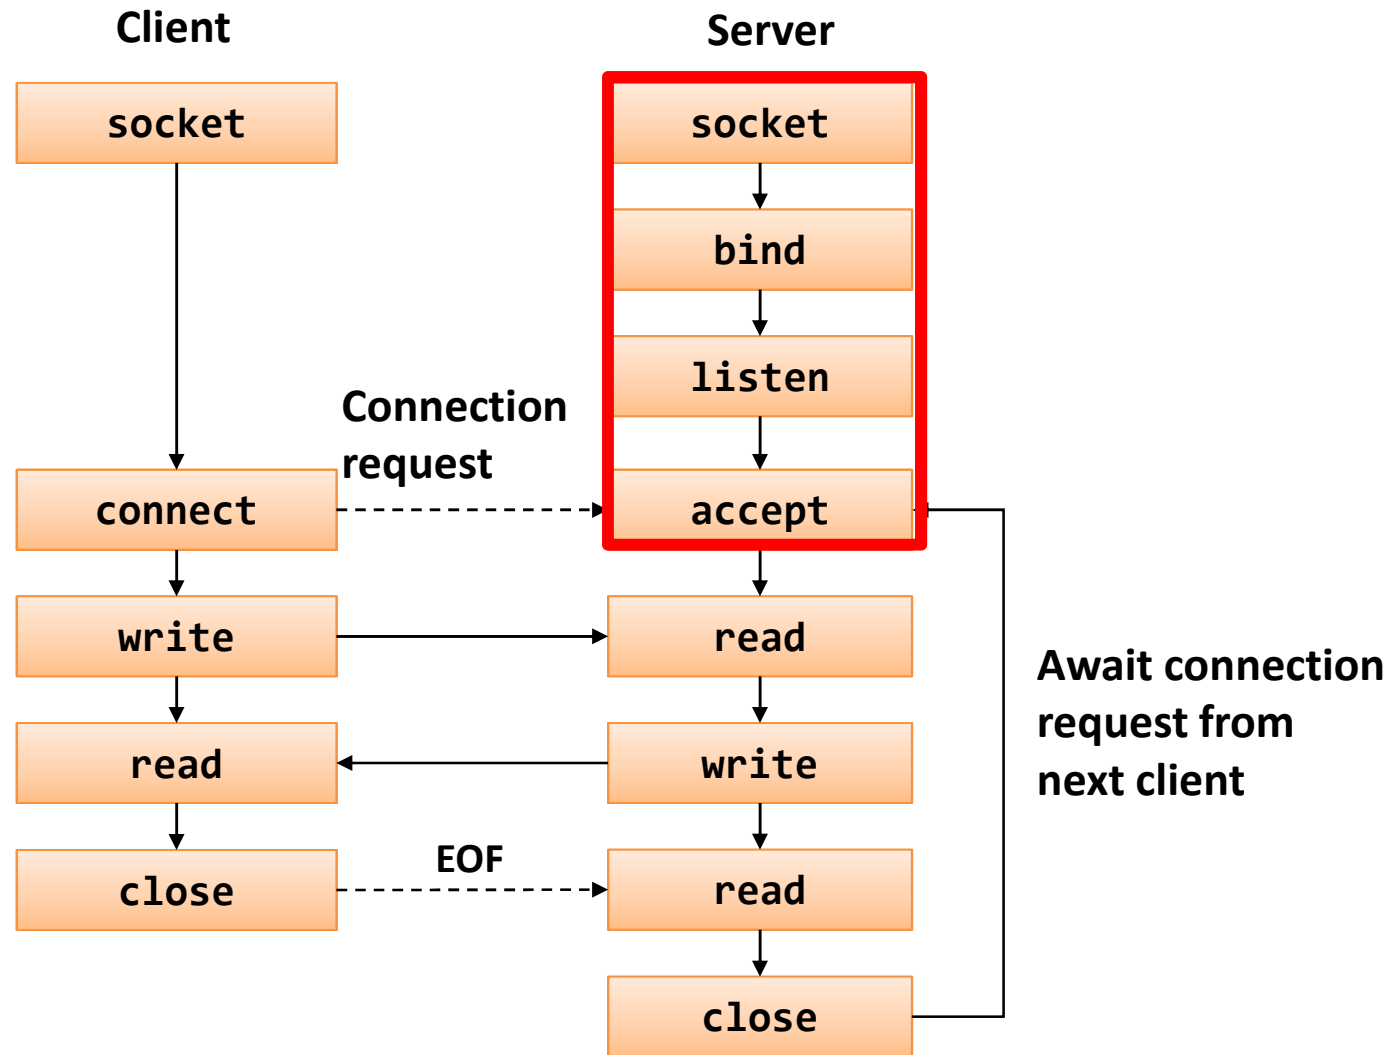 Client
Server
socket
socket
bind
listen
Connection
request
connect
accept
write
read
Await connection
request from
next client
read
write
EOF
close
read
close